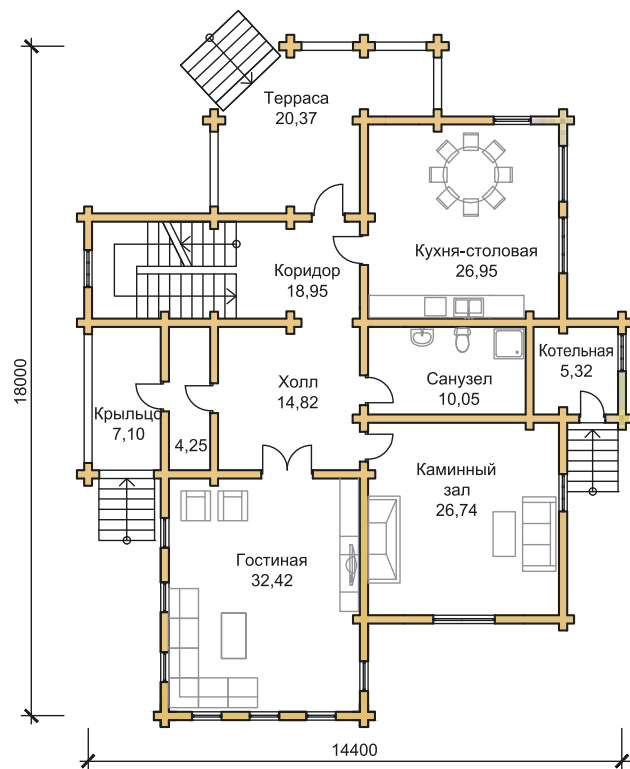 Терраса
20,37
Кухня-столовая
26,95
Коридор
18,95
Котельная
5,32
Холл
14,82
Санузел
10,05
Крыльцо
7,10
4,25
Каминный
зал
26,74
Гостиная
32,42
18000
14400